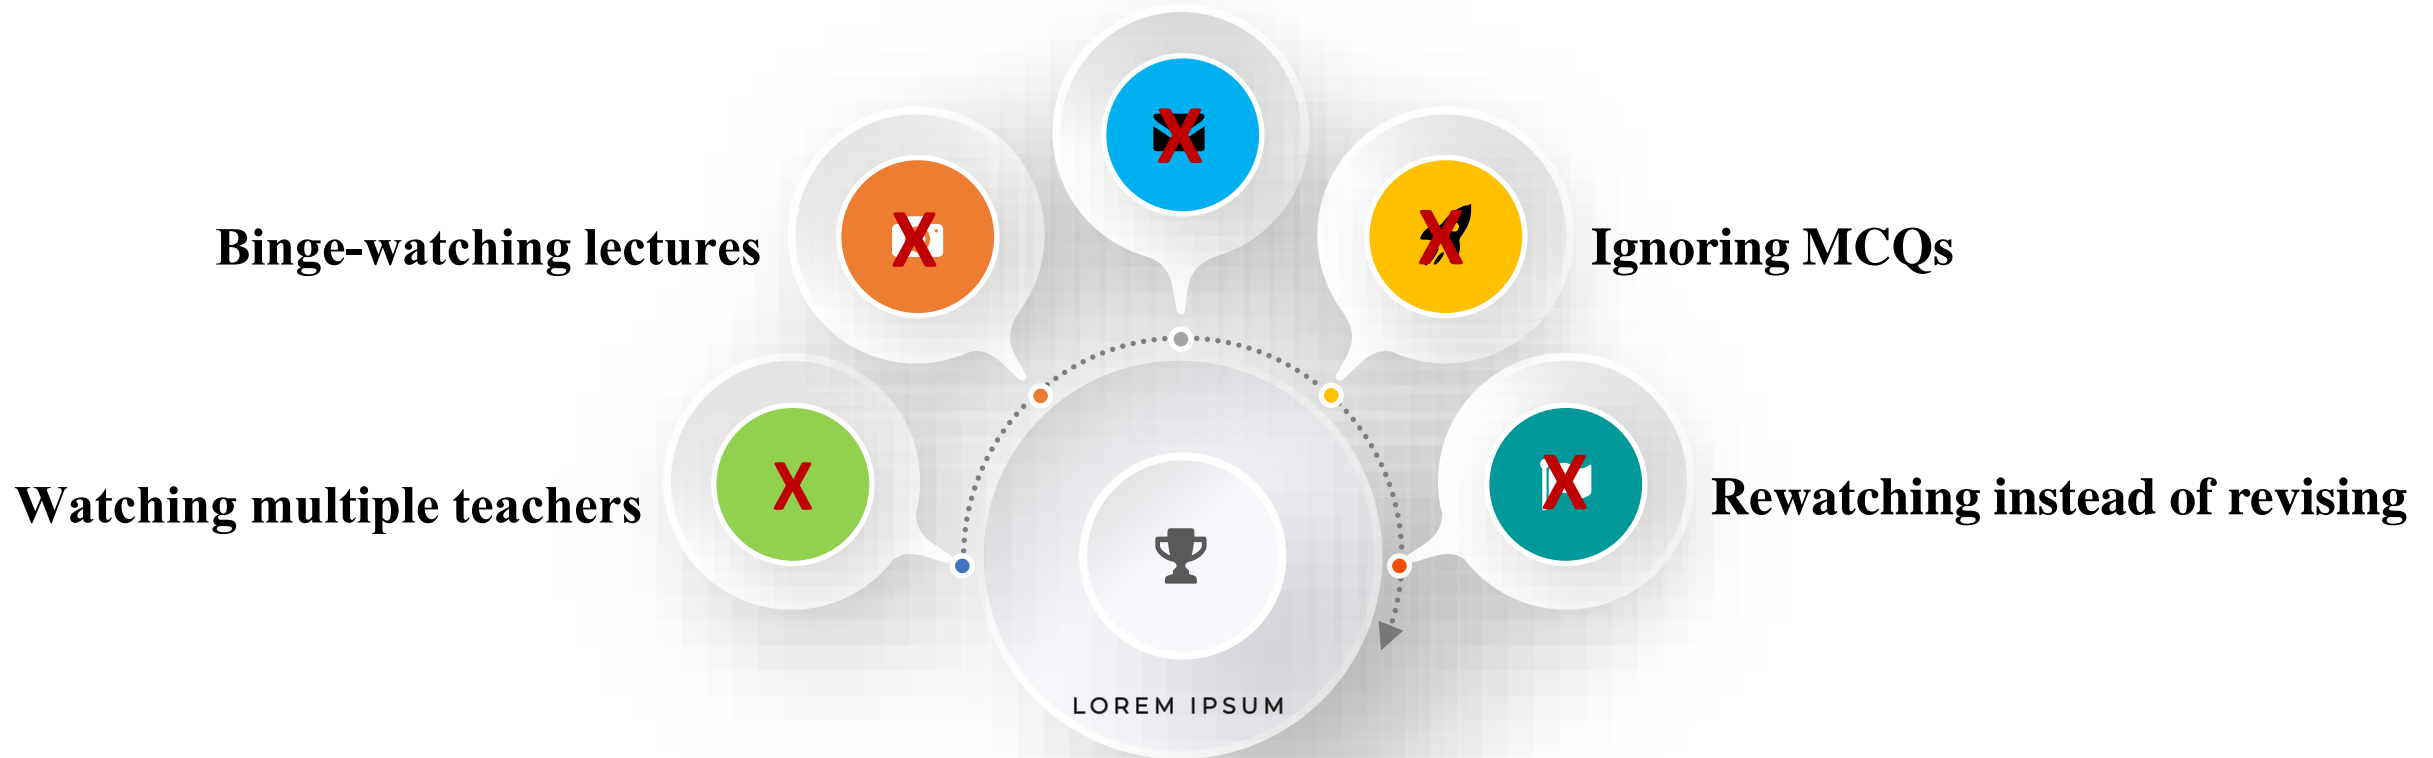 Binge-watching lectures
Ignoring MCQs
Watching multiple teachers
Rewatching instead of revising
X
X
X
X
X
LOREM IPSUM